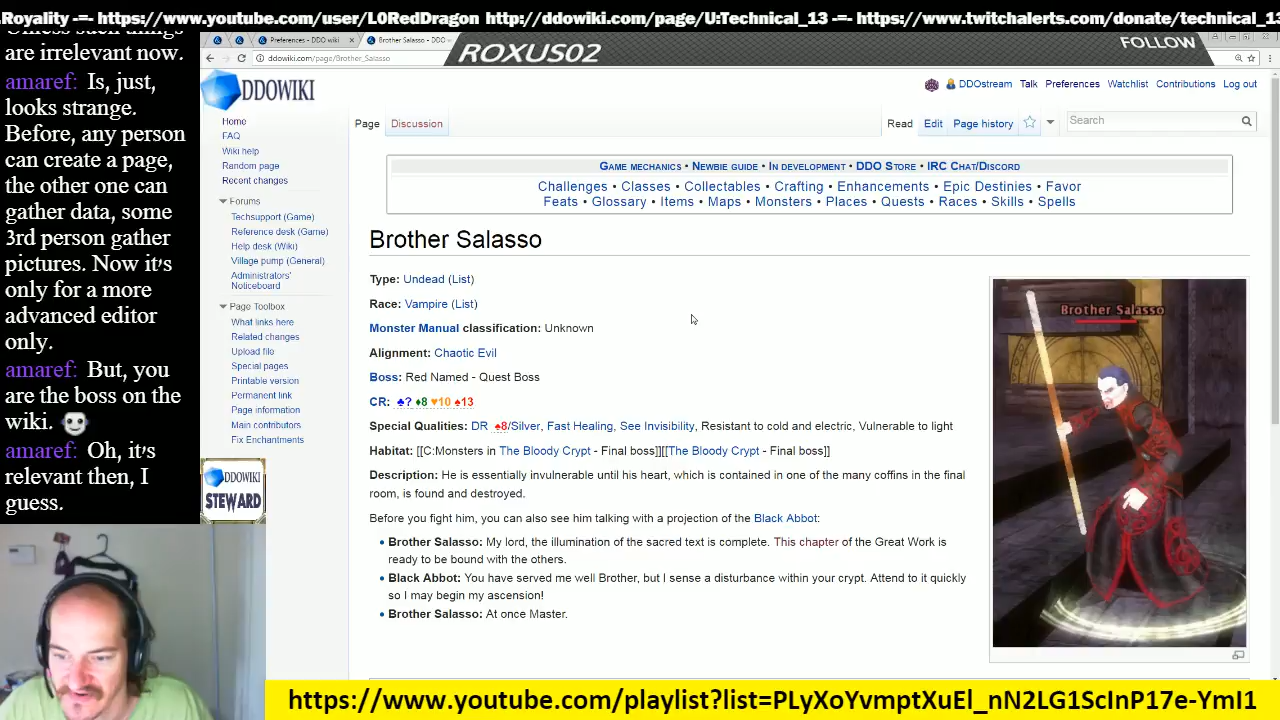 .Royality -=- https://www.youtube.com/user/L0RedDragon http://ddowiki.com/page/U:Technical_13 -=- https://www.twitchalerts.com/donate/technical_13
ROXUS02
FOLLOW
Unless such things
are irrelevant now.
amaref: Is, just,
looks strange.
Before, any person
can create a page,
the other one can
gather data, some
3rd person gather
pictures. Now it's
only for a more
advanced editor
only.
amaref: But, you
are the boss on the
wiki.
amaref: Oh, it's
relevant then, I
guess.
Preferences - DDO wiki
Brother Salasso - DDO
ddowiki.com/page/Brother_Salasso
DDOWIKI
DDOstream Talk Preferences Watchlist Contributions Log out
Page Discussion Read Edit Page history Search
Home
FAQ
Wiki help
Random page
Recent changes
Forums
Techsupport (Game)
Reference desk (Game)
Help desk (Wiki)
Village pump (General)
Administrators'
Noticeboard
Page Toolbox
What links here
Related changes
Upload file
Special pages
Printable version
Permanent link
Page information
Main contributors
Fix Enchantments
DDOWIKI
STEWARD
Game mechanics • Newbie guide • In development • DDO Store • IRC Chat/Discord
Challenges • Classes • Collectables • Crafting • Enhancements • Epic Destinies • Favor
Feats • Glossary • Items • Maps • Monsters • Places • Quests • Races • Skills • Spells
Brother Salasso
Type: Undead (List)
Race: Vampire (List)
Monster Manual classification: Unknown
Alignment: Chaotic Evil
Boss: Red Named - Quest Boss
CR: ♣? ♦8 ♥10 ♠13
Special Qualities: DR ♠8/Silver, Fast Healing, See Invisibility, Resistant to cold and electric, Vulnerable to light
Habitat: [[C:Monsters in The Bloody Crypt - Final boss]][[The Bloody Crypt - Final boss]]
Description: He is essentially invulnerable until his heart, which is contained in one of the many coffins in the final
room, is found and destroyed.
Before you fight him, you can also see him talking with a projection of the Black Abbot:
• Brother Salasso: My lord, the illumination of the sacred text is complete. This chapter of the Great Work is
ready to be bound with the others.
• Black Abbot: You have served me well Brother, but I sense a disturbance within your crypt. Attend to it quickly
so I may begin my ascension!
• Brother Salasso: At once Master.
Brother Salasso
https://www.youtube.com/playlist?list=PLyXoYvmptXuEl_nN2LG1ScInP17e-YmI1